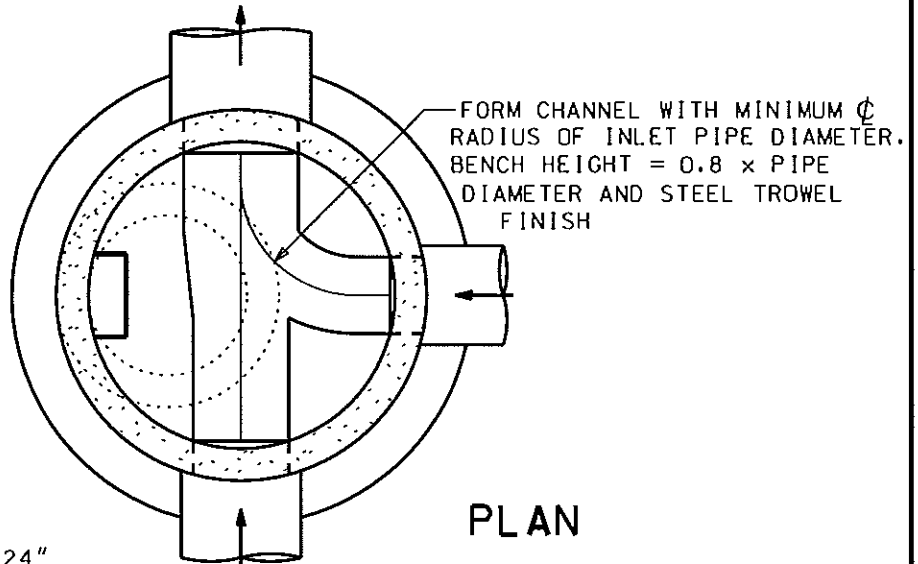 FORM CHANNEL WITH MINIMUM ℄
RADIUS OF INLET PIPE DIAMETER.
BENCH HEIGHT = 0.8 × PIPE
DIAMETER AND STEEL TROWEL
FINISH
PLAN
24"